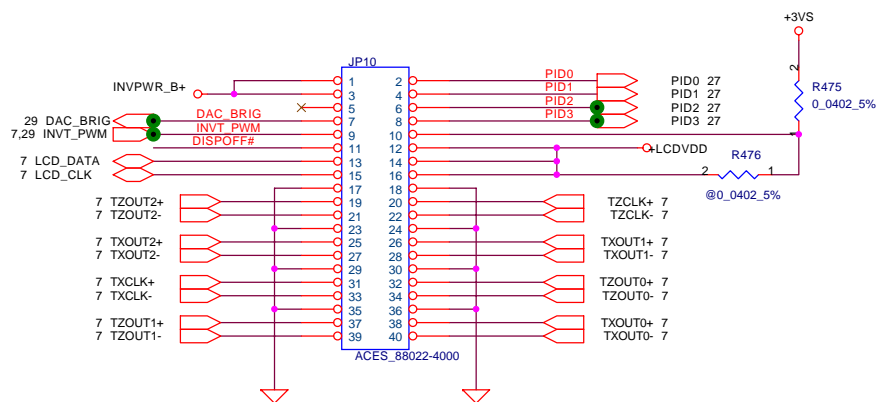 +3VS
JP10
INVPWR_B+
1 2 PID0 PID0 27
3 4 PID1 PID1 27
5 6 PID2 PID2 27
29 DAC_BRIG DAC_BRIG 7 8 PID3 PID3 27
7,29 INVT_PWM INVT_PWM 9 10
2 R475
0_0402_5%
1
DISPOFF# 11 12 +LCDVDD
7 LCD_DATA 13 14
7 LCD_CLK 15 16 2 R476 1
@0_0402_5%
17 18
7 TZOUT2+ 19 20 TZCLK+ 7
7 TZOUT2- 21 22 TZCLK- 7
23 24
7 TXOUT2+ 25 26 TXOUT1+ 7
7 TXOUT2- 27 28 TXOUT1- 7
29 30
7 TXCLK+ 31 32 TZOUT0+ 7
7 TXCLK- 33 34 TZOUT0- 7
35 36
7 TZOUT1+ 37 38 TXOUT0+ 7
7 TZOUT1- 39 40 TXOUT0- 7
ACES_88022-4000